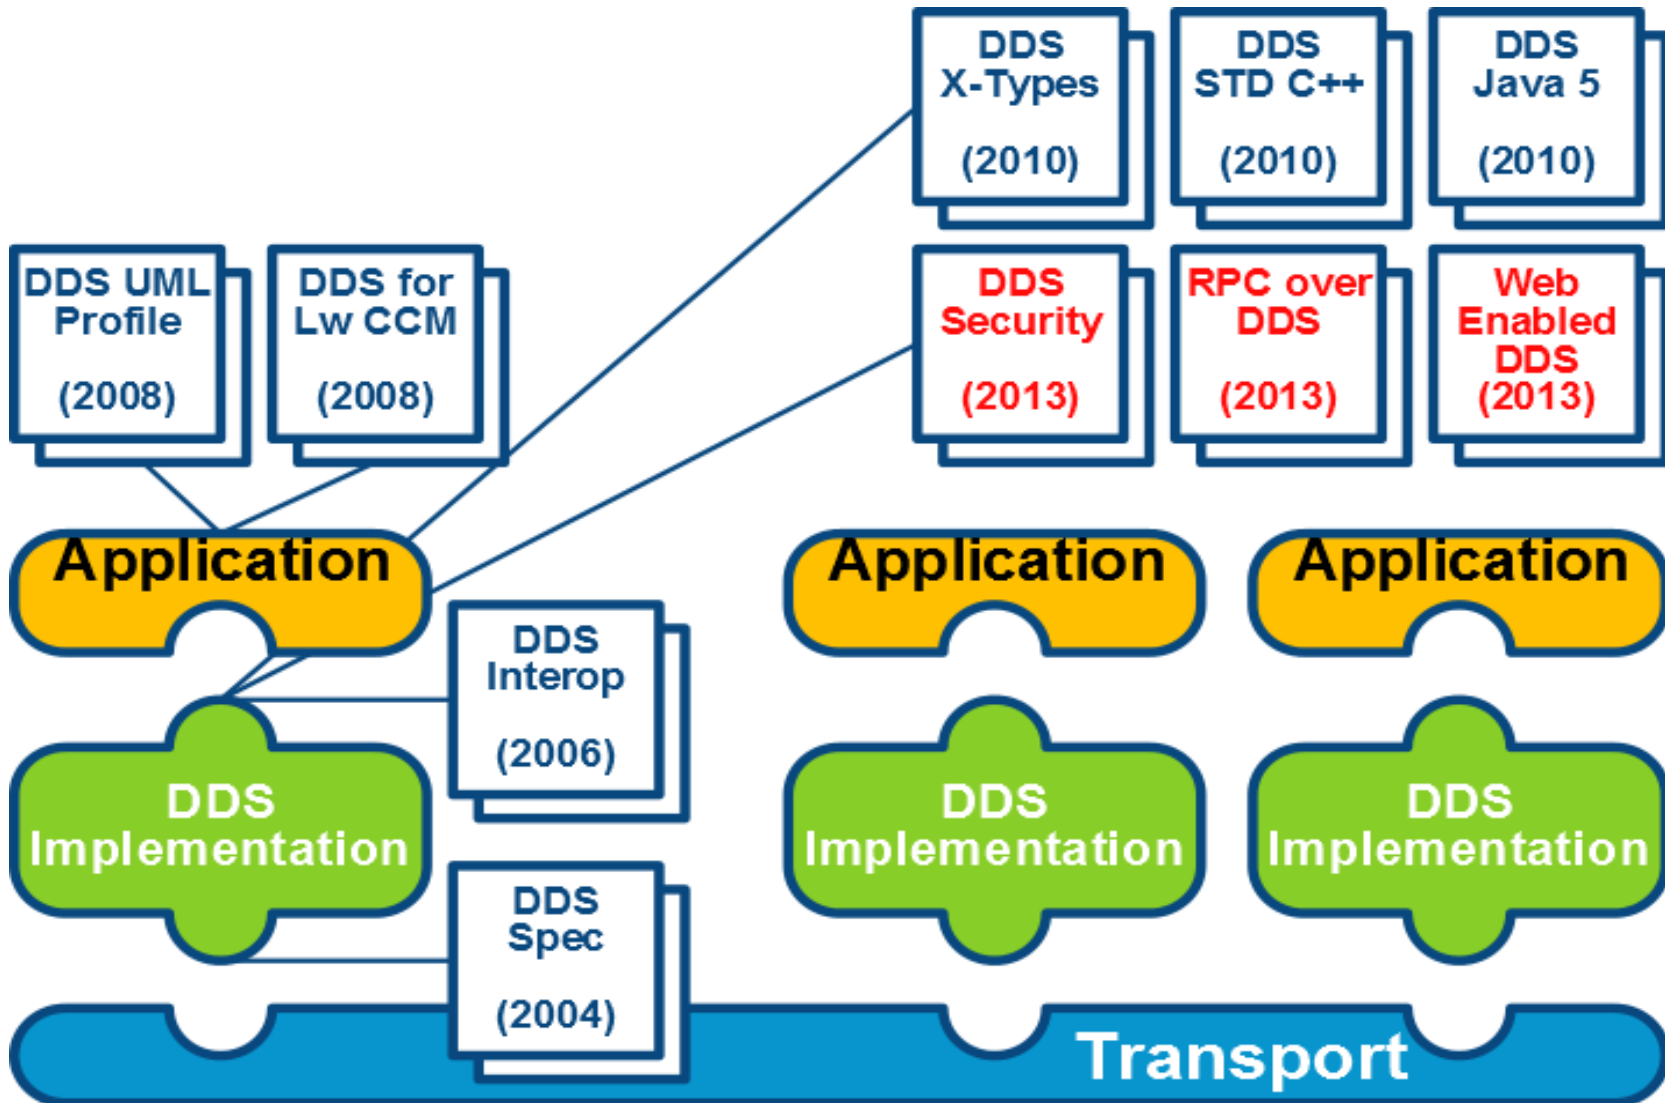 DDS
X-Types
(2010)
DDS
STD C++
(2010)
DDS
Java 5
(2010)
DDS UML
Profile
(2008)
DDS for
Lw CCM
(2008)
DDS
Security
(2013)
RPC over
DDS
(2013)
Web
Enabled
DDS
(2013)
Application
Application
Application
DDS
Interop
(2006)
DDS
Implementation
DDS
Implementation
DDS
Implementation
DDS
Spec
(2004)
Transport